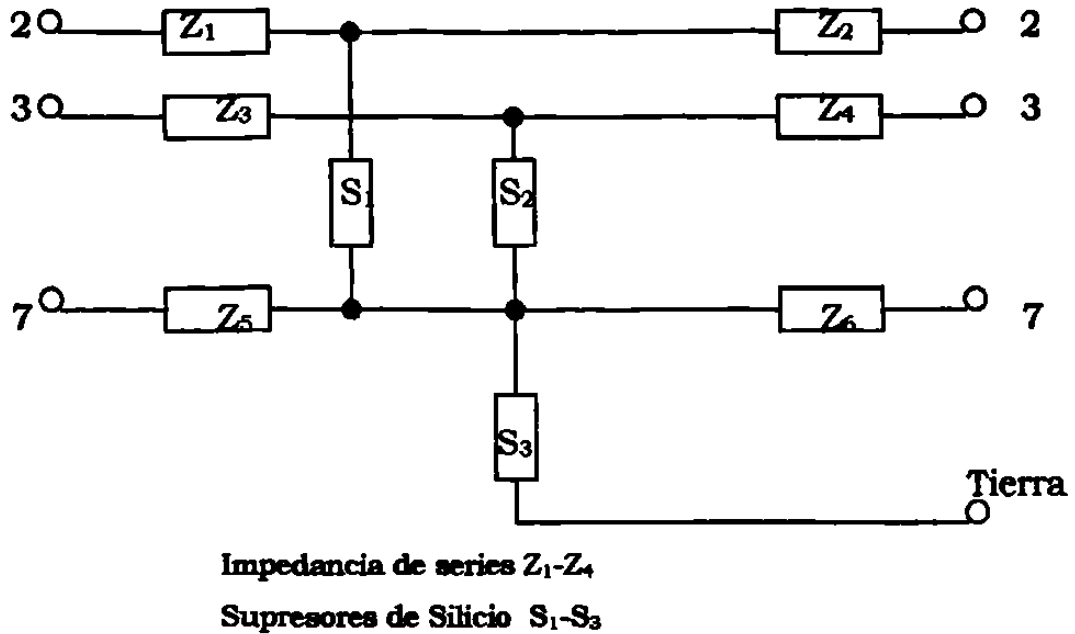 2 Z₁ Z₂ 2
3 Z₃ Z₄ 3
S₁ S₂
7 Z₅ Z₆ 7
S₃
Tierra
Impedancia de series Z₁-Z₄
Supresores de Silicio S₁-S₃